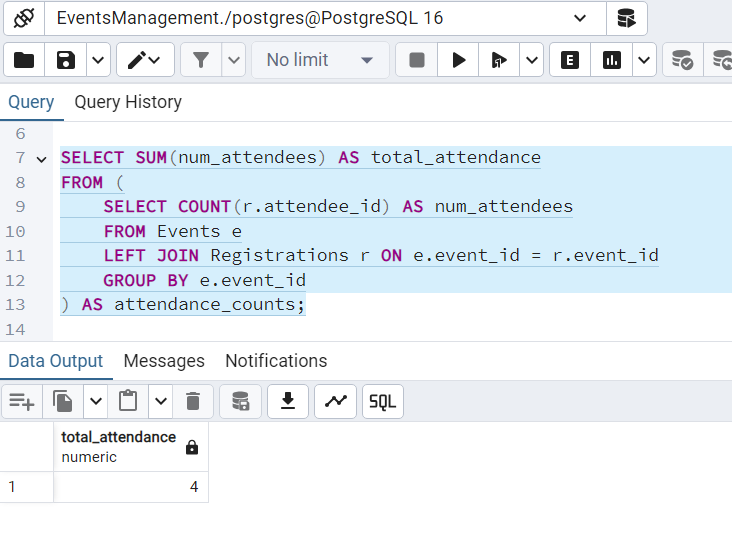 EventsManagement./postgres@PostgreSQL 16
No limit
E
Query Query History
6
7 SELECT SUM(num_attendees) AS total_attendance
8 FROM (
9 SELECT COUNT(r.attendee_id) AS num_attendees
10 FROM Events e
11 LEFT JOIN Registrations r ON e.event_id = r.event_id
12 GROUP BY e.event_id
13 ) AS attendance_counts;
14
Data Output Messages Notifications
SQL
total_attendance
numeric
1 4